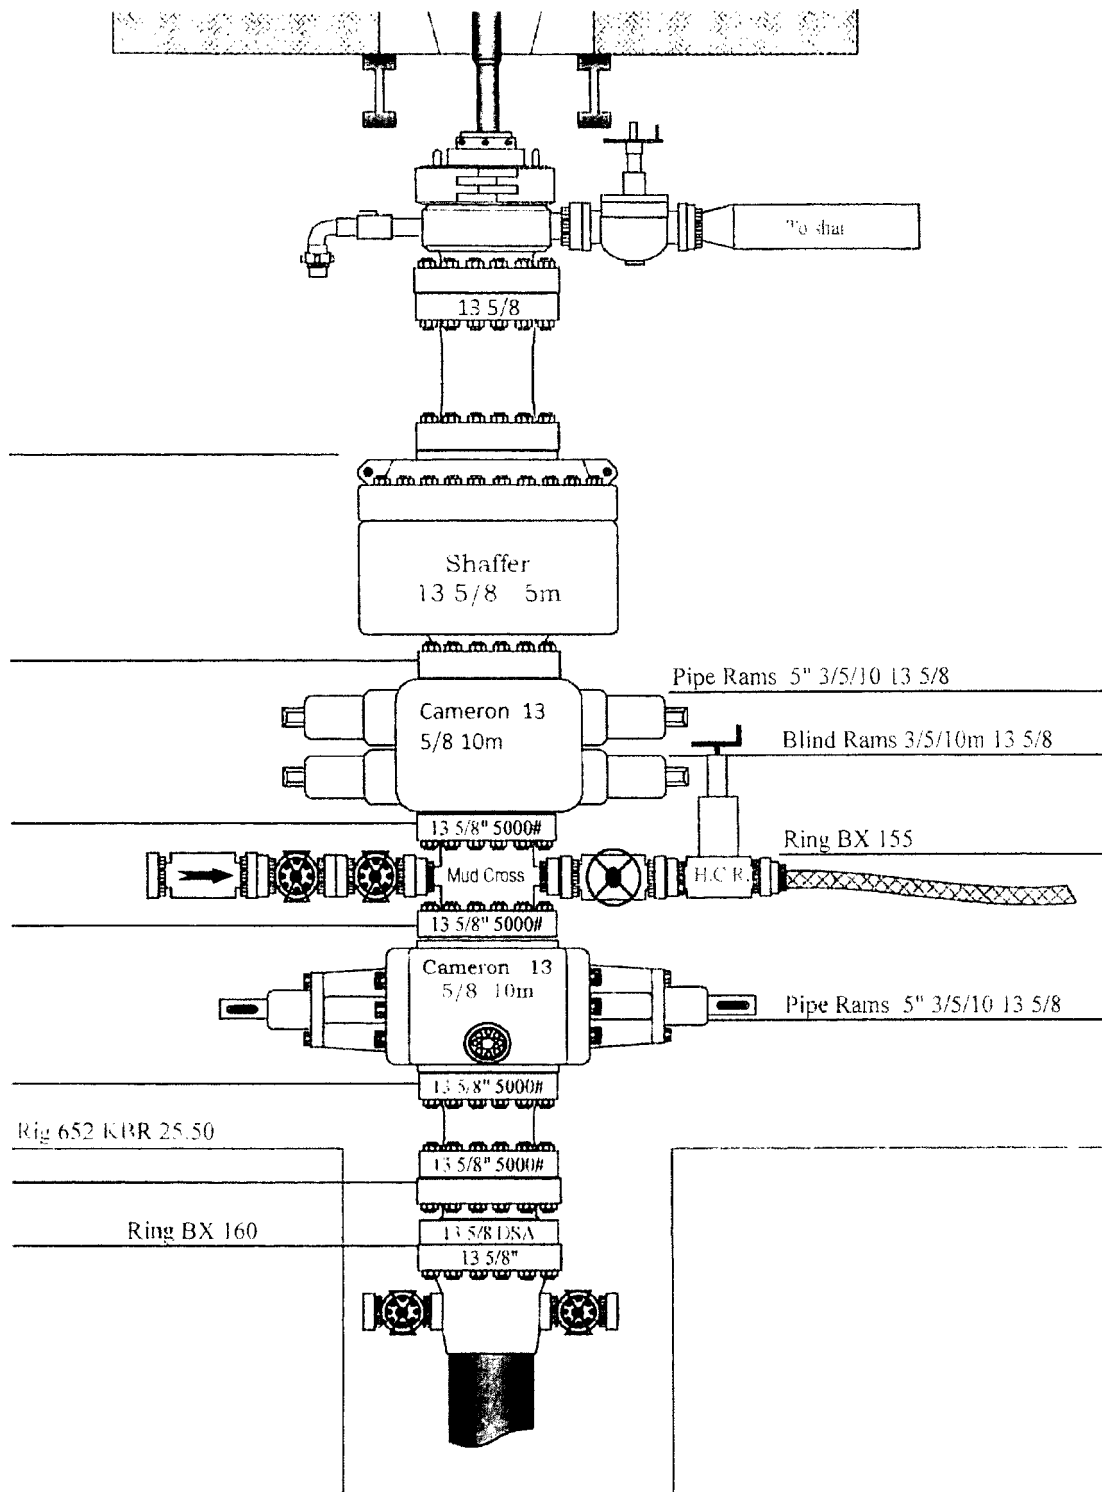 To shal
13 5/8
Shaffer
13 5/8 5m
Pipe Rams 5" 3/5/10 13 5/8
Cameron 13
5/8 10m
Blind Rams 3/5/10m 13 5/8
13 5/8" 5000#
Ring BX 155
Mud Cross
H.C.R.
13 5/8" 5000#
Cameron 13
5/8 10m
Pipe Rams 5" 3/5/10 13 5/8
13 5/8" 5000#
Rig 652 KBR 25.50
13 5/8" 5000#
Ring BX 160
13 5/8 DSA
13 5/8"